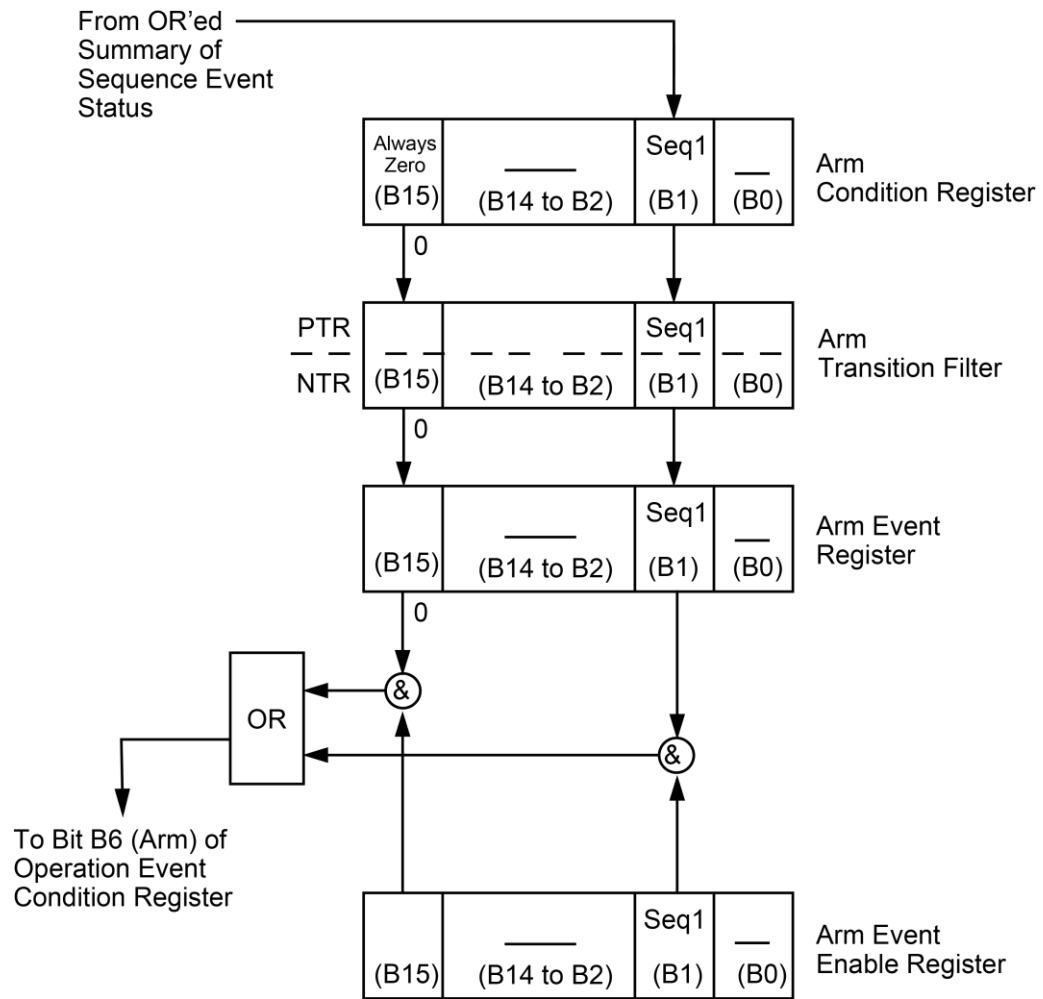 From OR'ed
Summary of
Sequence Event
Status
Always
Zero
(B15)
(B14 to B2)
Seq1
(B1)
(B0)
Arm
Condition Register
0
PTR
NTR
(B15)
(B14 to B2)
Seq1
(B1)
(B0)
Arm
Transition Filter
0
(B15)
(B14 to B2)
Seq1
(B1)
(B0)
Arm Event
Register
0
&
OR
&
To Bit B6 (Arm) of
Operation Event
Condition Register
(B15)
(B14 to B2)
Seq1
(B1)
(B0)
Arm Event
Enable Register